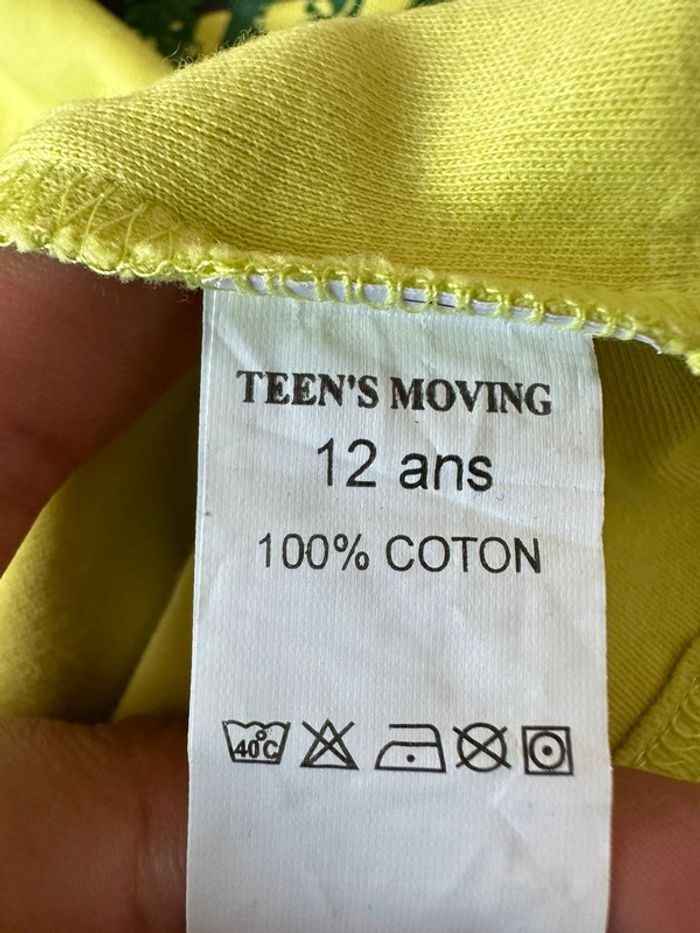 TEEN'S MOVING
12 ans
100% COTON
40°C